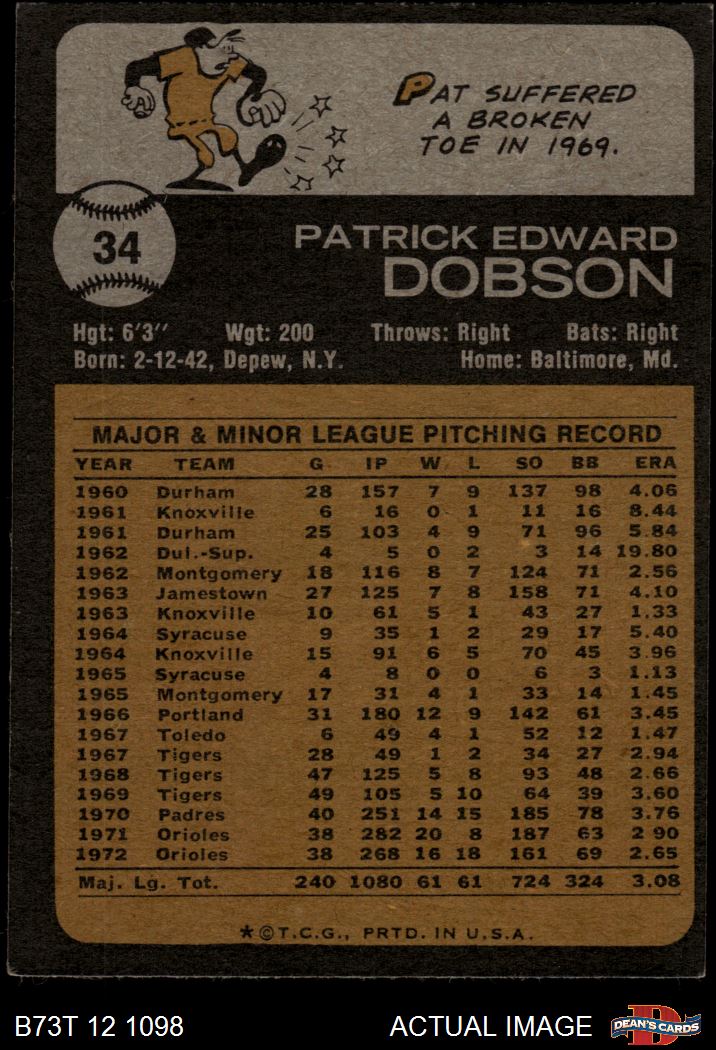 PAT SUFFERED
A BROKEN
TOE IN 1969.
34
PATRICK EDWARD
DOBSON
Hgt: 6'3" Wgt: 200 Throws: Right Bats: Right
Born: 2-12-42, Depew, N.Y. Home: Baltimore, Md.
MAJOR & MINOR LEAGUE PITCHING RECORD
YEAR TEAM G IP W L SO BB ERA
1960 Durham 28 157 7 9 137 98 4.06
1961 Knoxville 6 16 0 1 11 16 8.44
1961 Durham 25 103 4 9 71 96 5.84
1962 Dul.-Sup. 4 5 0 2 3 14 19.80
1962 Montgomery 18 116 8 7 124 71 2.56
1963 Jamestown 27 125 7 8 158 71 4.10
1963 Knoxville 10 61 5 1 43 27 1.33
1964 Syracuse 9 35 1 2 29 17 5.40
1964 Knoxville 15 91 6 5 70 45 3.96
1965 Syracuse 4 8 0 0 6 3 1.13
1965 Montgomery 17 31 4 1 33 14 1.45
1966 Portland 31 180 12 9 142 61 3.45
1967 Toledo 6 49 4 1 52 12 1.47
1967 Tigers 28 49 1 2 34 27 2.94
1968 Tigers 47 125 5 8 93 48 2.66
1969 Tigers 49 105 5 10 64 39 3.60
1970 Padres 40 251 14 15 185 78 3.76
1971 Orioles 38 282 20 8 187 63 2 90
1972 Orioles 38 268 16 18 161 69 2.65
Maj. Lg. Tot. 240 1080 61 61 724 324 3.08
*©T.C.G., PRTD. IN U.S.A.
B73T 12 1098 ACTUAL IMAGE DEAN'S CARDS